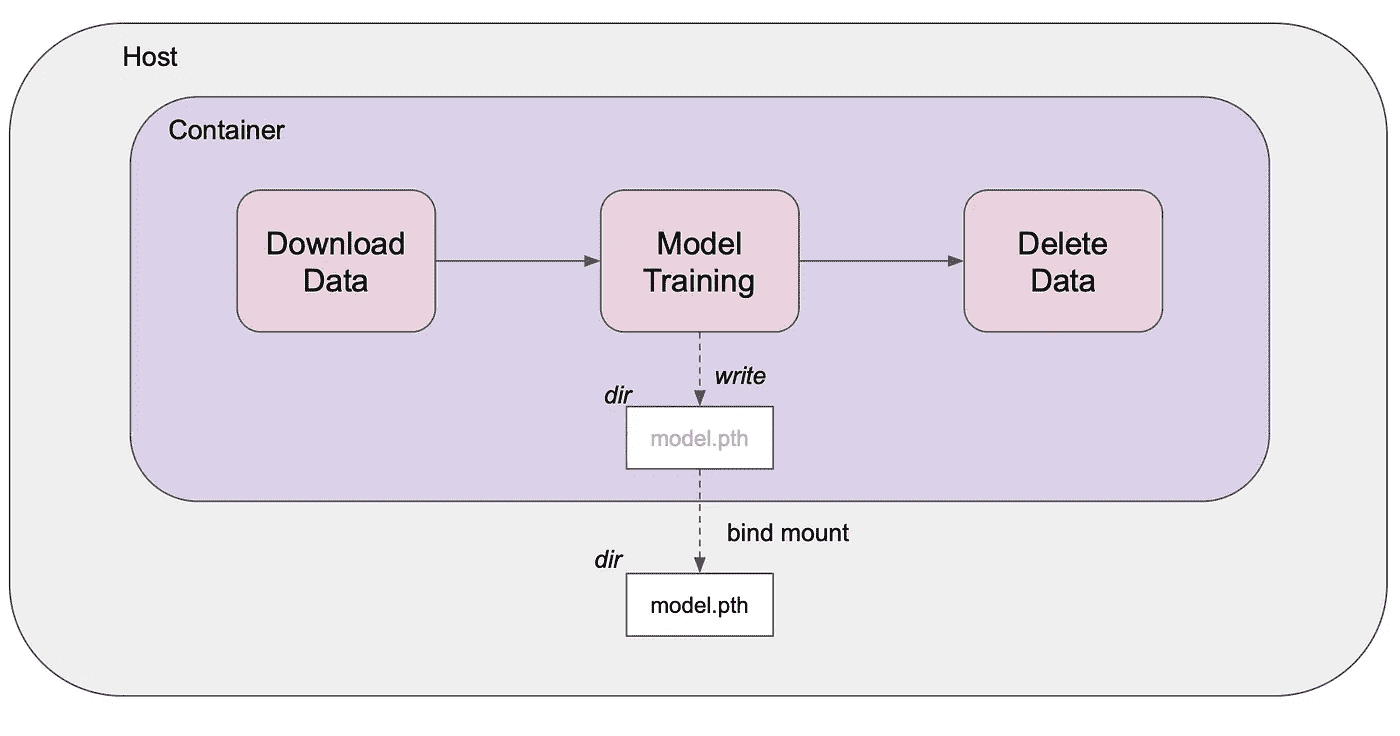 Host
Container
Download
Data
Model
Training
Delete
Data
write
dir
model.pth
bind mount
dir
model.pth